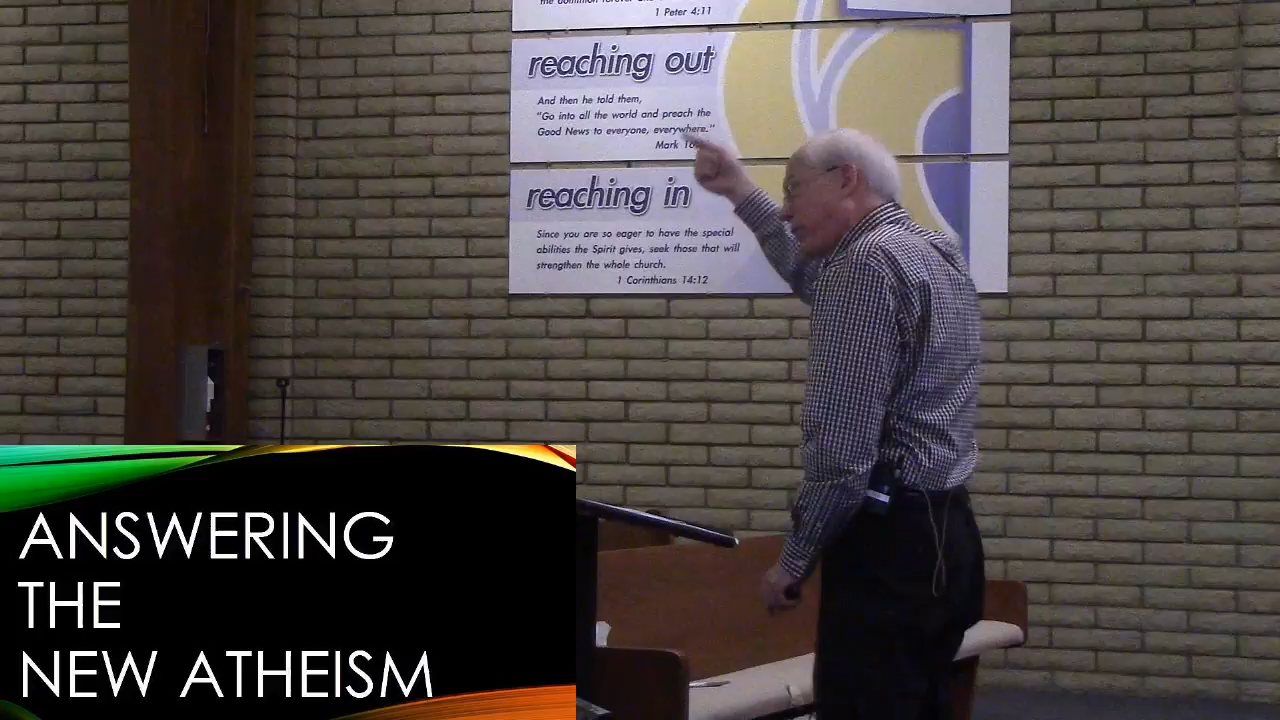 1 Peter 4:11
reaching out
And then he told them,
"Go into all the world and preach the
Good News to everyone, everywhere."
Mark
reaching in
Since you are so eager to have the special
abilities the Spirit gives, seek those that will
strengthen the whole church.
1 Corinthians 14:12
ANSWERING
THE
NEW ATHEISM